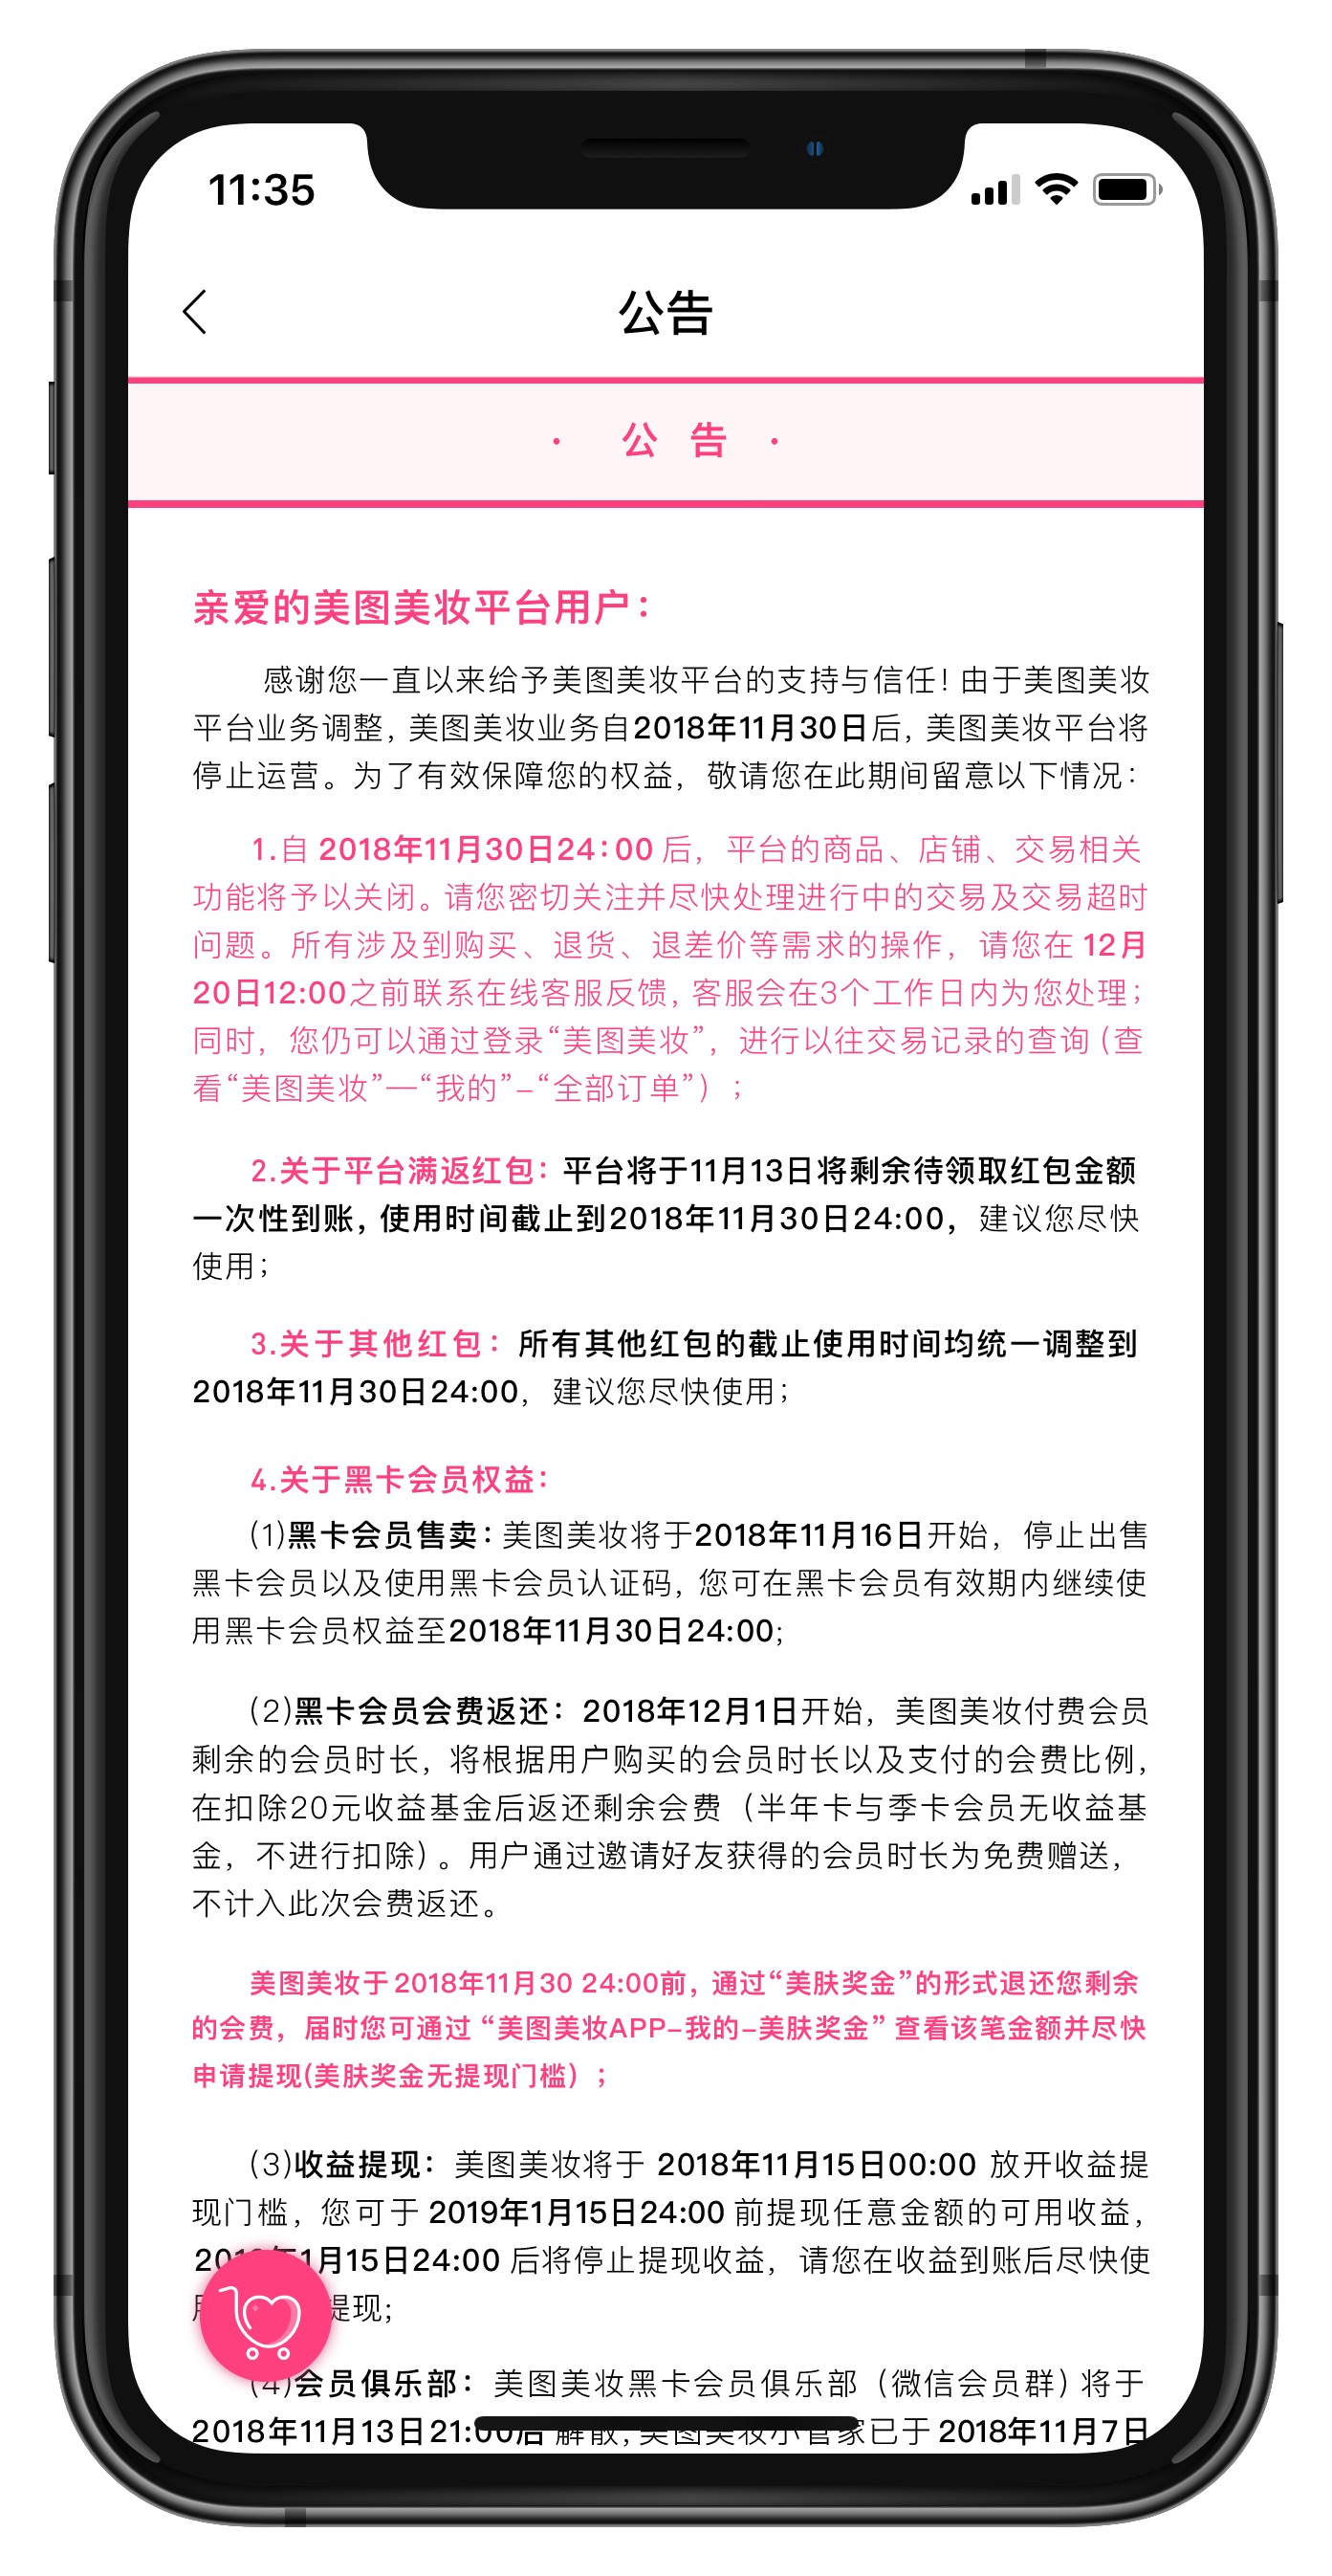 11:35
公告
· 公 告 ·
亲爱的美图美妆平台用户：
感谢您一直以来给予美图美妆平台的支持与信任！由于美图美妆
平台业务调整，美图美妆业务自2018年11月30日后，美图美妆平台将
停止运营。为了有效保障您的权益，敬请您在此期间留意以下情况：
1.自 2018年11月30日24：00 后，平台的商品、店铺、交易相关
功能将予以关闭。请您密切关注并尽快处理进行中的交易及交易超时
问题。所有涉及到购买、退货、退差价等需求的操作，请您在 12月
20日12:00之前联系在线客服反馈，客服会在3个工作日内为您处理；
同时，您仍可以通过登录“美图美妆”，进行以往交易记录的查询（查
看“美图美妆”—“我的”–“全部订单”）；
2.关于平台满返红包：平台将于11月13日将剩余待领取红包金额
一次性到账，使用时间截止到2018年11月30日24:00，建议您尽快
使用；
3.关于其他红包：所有其他红包的截止使用时间均统一调整到
2018年11月30日24:00，建议您尽快使用；
4.关于黑卡会员权益：
(1)黑卡会员售卖：美图美妆将于2018年11月16日开始，停止出售
黑卡会员以及使用黑卡会员认证码，您可在黑卡会员有效期内继续使
用黑卡会员权益至2018年11月30日24:00;
(2)黑卡会员会费返还：2018年12月1日开始，美图美妆付费会员
剩余的会员时长，将根据用户购买的会员时长以及支付的会费比例，
在扣除20元收益基金后返还剩余会费（半年卡与季卡会员无收益基
金，不进行扣除）。用户通过邀请好友获得的会员时长为免费赠送，
不计入此次会费返还。
美图美妆于2018年11月30 24:00前，通过“美肤奖金”的形式退还您剩余
的会费，届时您可通过 “美图美妆APP–我的–美肤奖金” 查看该笔金额并尽快
申请提现(美肤奖金无提现门槛）；
(3)收益提现：美图美妆将于 2018年11月15日00:00 放开收益提
现门槛，您可于 2019年1月15日24:00 前提现任意金额的可用收益，
2019年1月15日24:00 后将停止提现收益，请您在收益到账后尽快使
提现;
(4)会员俱乐部：美图美妆黑卡会员俱乐部（微信会员群）将于
2018年11月13日21:00后 解散，美图美妆小管家已于 2018年11月7日